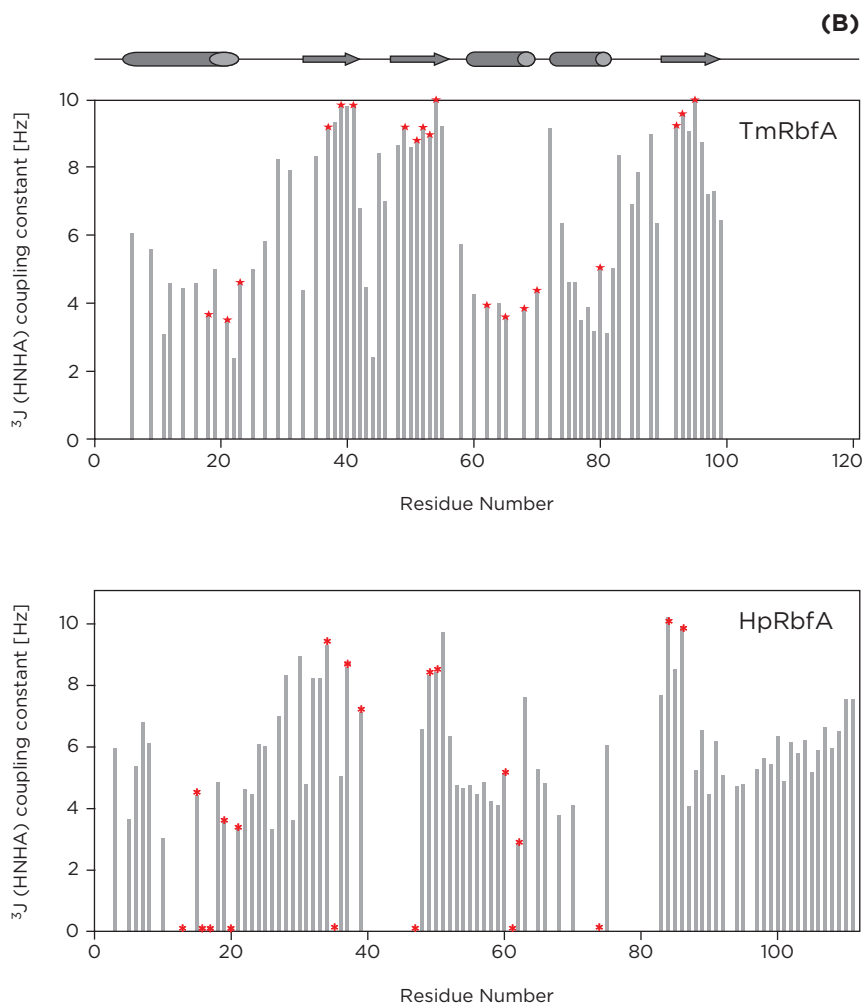 (B)
10
8
6
4
2
0
³J (HNHA) coupling constant [Hz]
TmRbfA
0 20 40 60 80 100 120
Residue Number
10
8
6
4
2
0
³J (HNHA) coupling constant [Hz]
HpRbfA
0 20 40 60 80 100
Residue Number